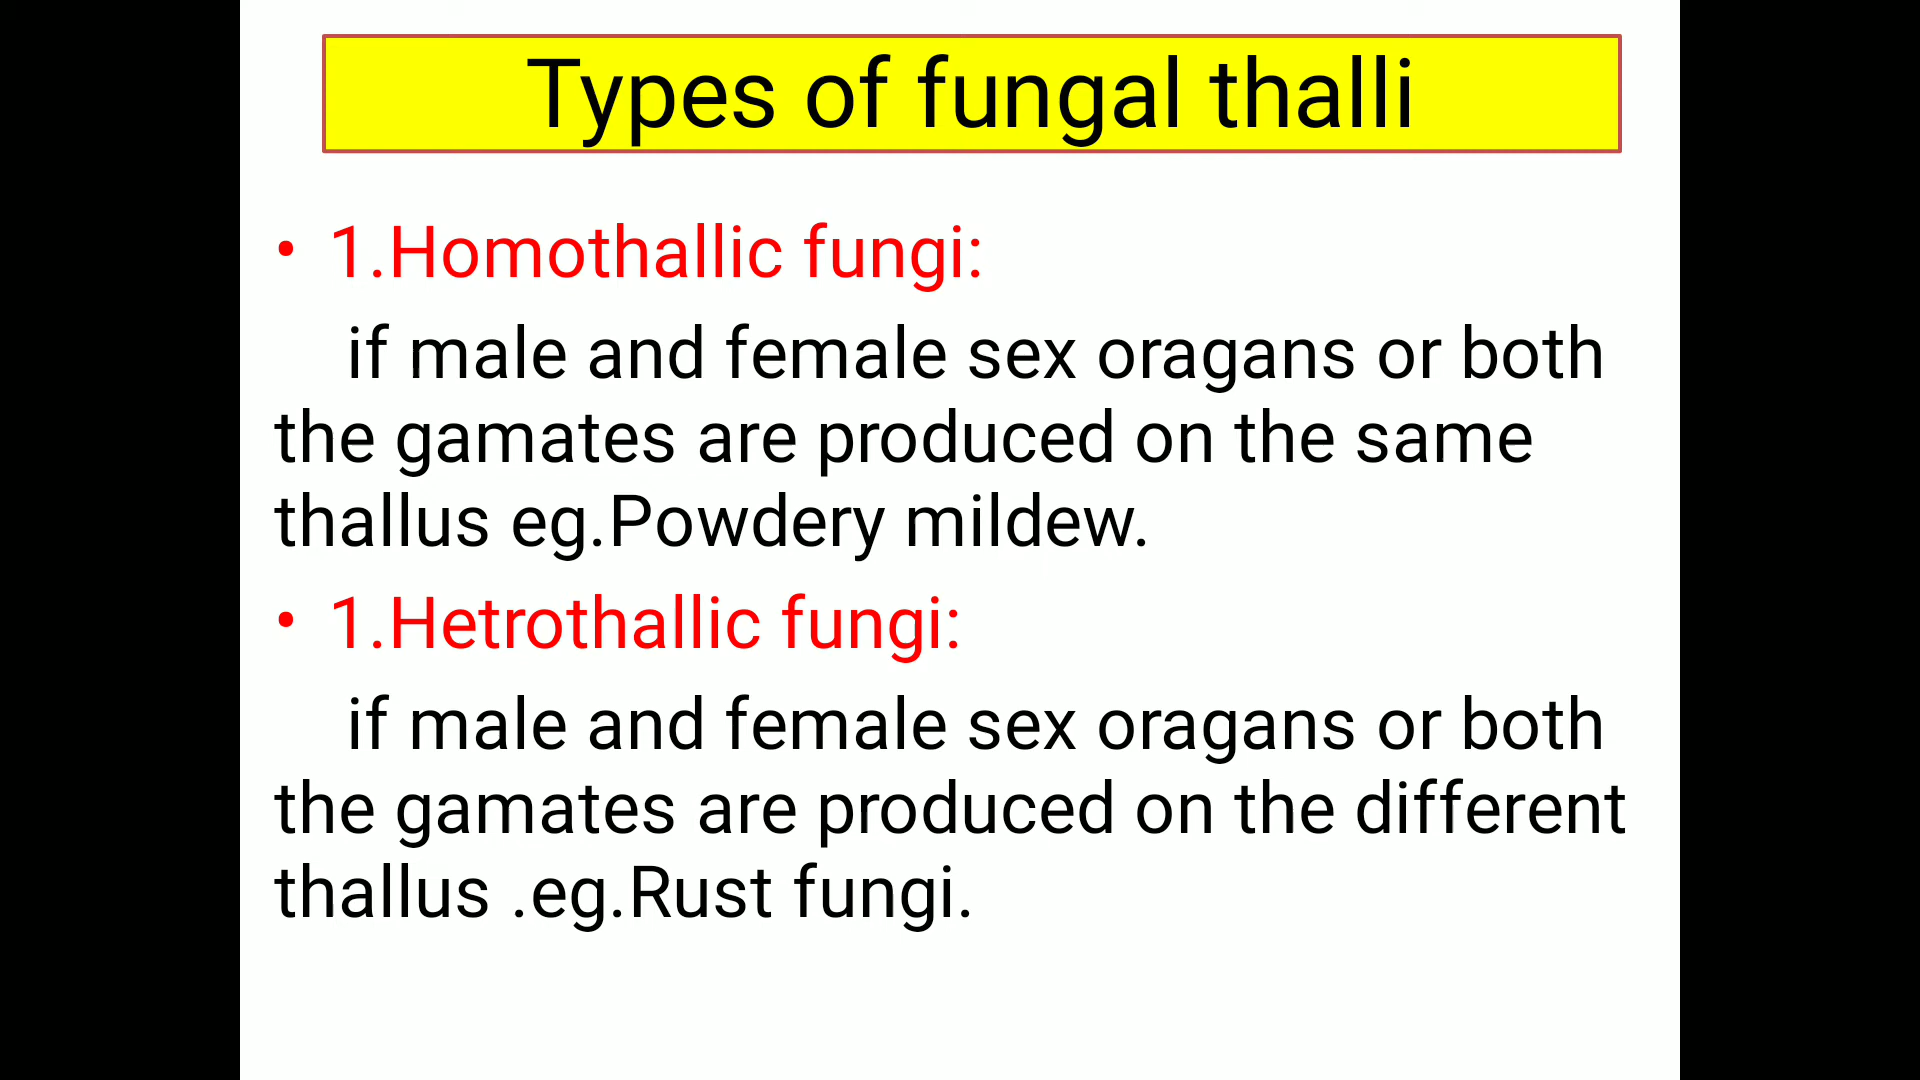 Types of fungal thalli
• 1.Homothallic fungi:
if male and female sex oragans or both
the gamates are produced on the same
thallus eg.Powdery mildew.
• 1.Hetrothallic fungi:
if male and female sex oragans or both
the gamates are produced on the different
thallus .eg.Rust fungi.